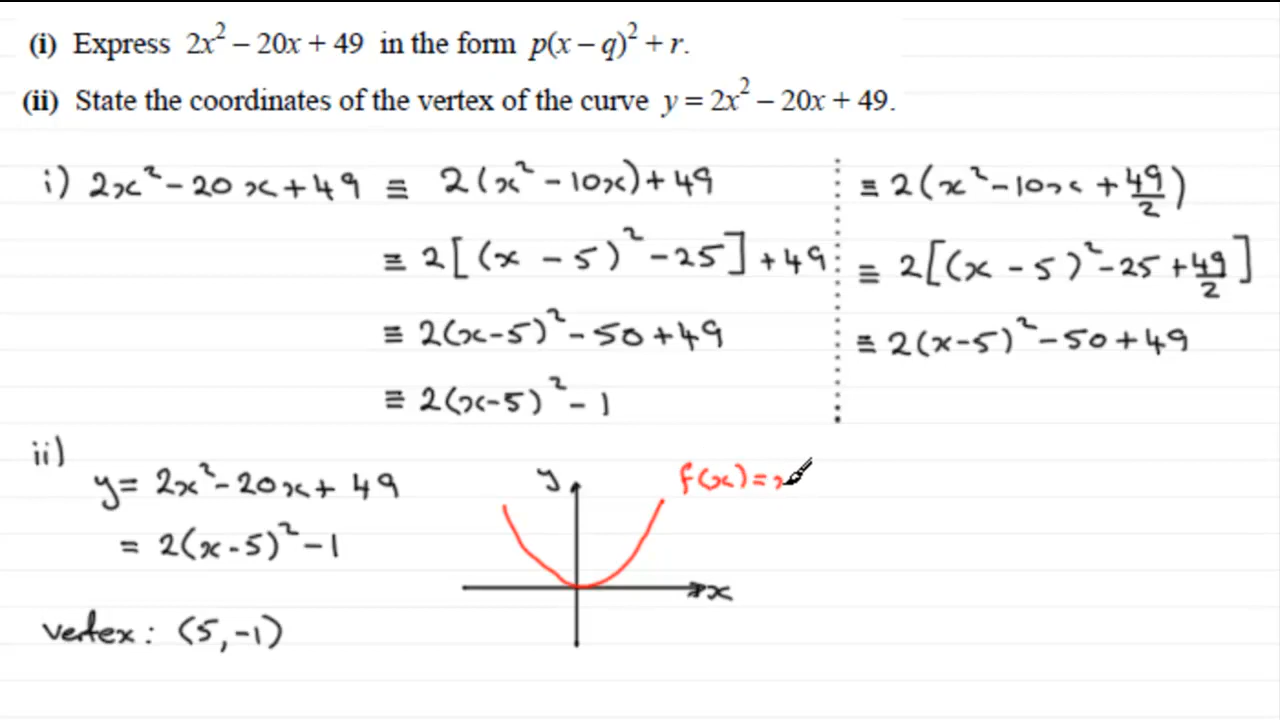 (i) Express 2x² − 20x + 49 in the form p(x − q)² + r.
(ii) State the coordinates of the vertex of the curve y = 2x² − 20x + 49.
i) 2x² − 20x + 49 ≡ 2(x² − 10x) + 49
≡ 2[(x − 5)² − 25] + 49
≡ 2(x − 5)² − 50 + 49
≡ 2(x − 5)² − 1
≡ 2(x² − 10x + 49/2)
≡ 2[(x − 5)² − 25 + 49/2]
≡ 2(x − 5)² − 50 + 49
ii)
y = 2x² − 20x + 49
= 2(x − 5)² − 1
vertex: (5, −1)
y
f(x) = x
x